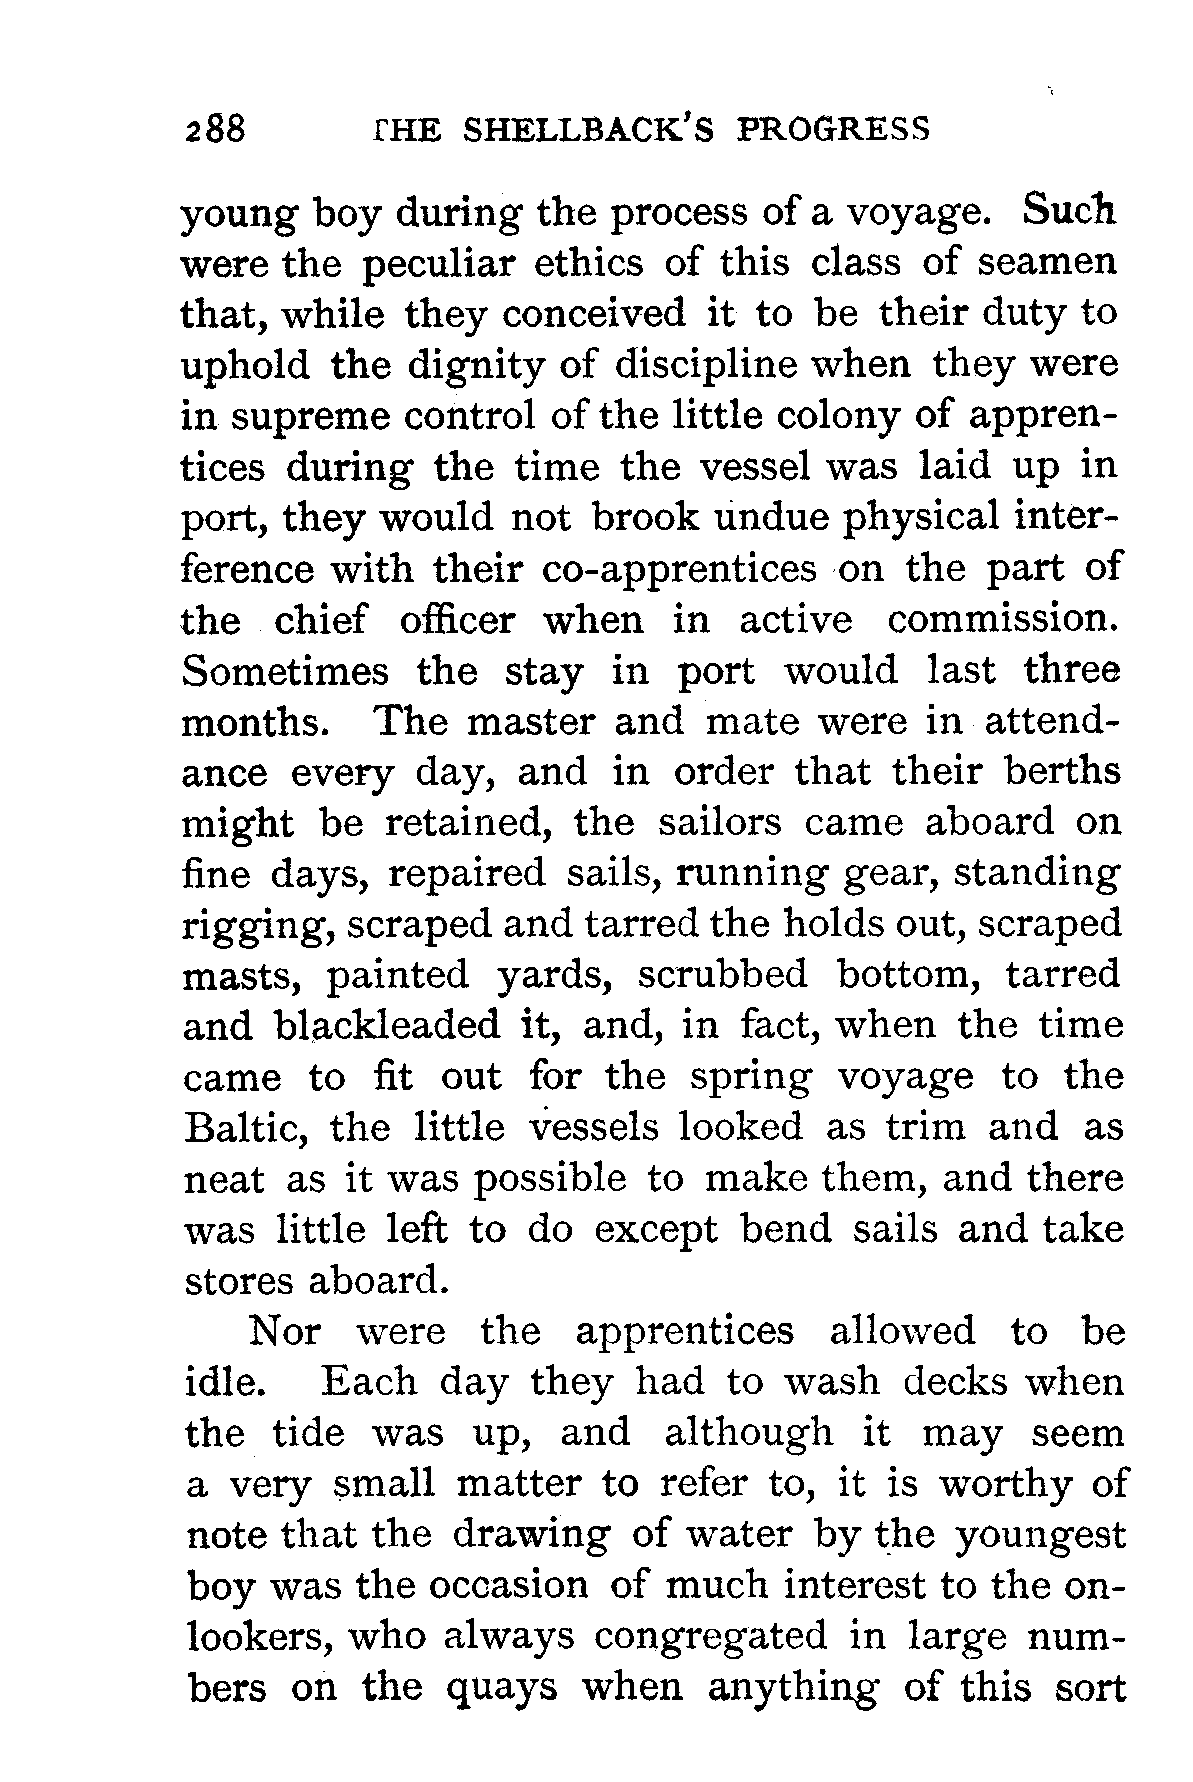 288 THE SHELLBACK'S PROGRESS
young boy during the process of a voyage. Such
were the peculiar ethics of this class of seamen
that, while they conceived it to be their duty to
uphold the dignity of discipline when they were
in supreme control of the little colony of appren-
tices during the time the vessel was laid up in
port, they would not brook undue physical inter-
ference with their co-apprentices on the part of
the chief officer when in active commission.
Sometimes the stay in port would last three
months. The master and mate were in attend-
ance every day, and in order that their berths
might be retained, the sailors came aboard on
fine days, repaired sails, running gear, standing
rigging, scraped and tarred the holds out, scraped
masts, painted yards, scrubbed bottom, tarred
and blackleaded it, and, in fact, when the time
came to fit out for the spring voyage to the
Baltic, the little vessels looked as trim and as
neat as it was possible to make them, and there
was little left to do except bend sails and take
stores aboard.
Nor were the apprentices allowed to be
idle. Each day they had to wash decks when
the tide was up, and although it may seem
a very small matter to refer to, it is worthy of
note that the drawing of water by the youngest
boy was the occasion of much interest to the on-
lookers, who always congregated in large num-
bers on the quays when anything of this sort